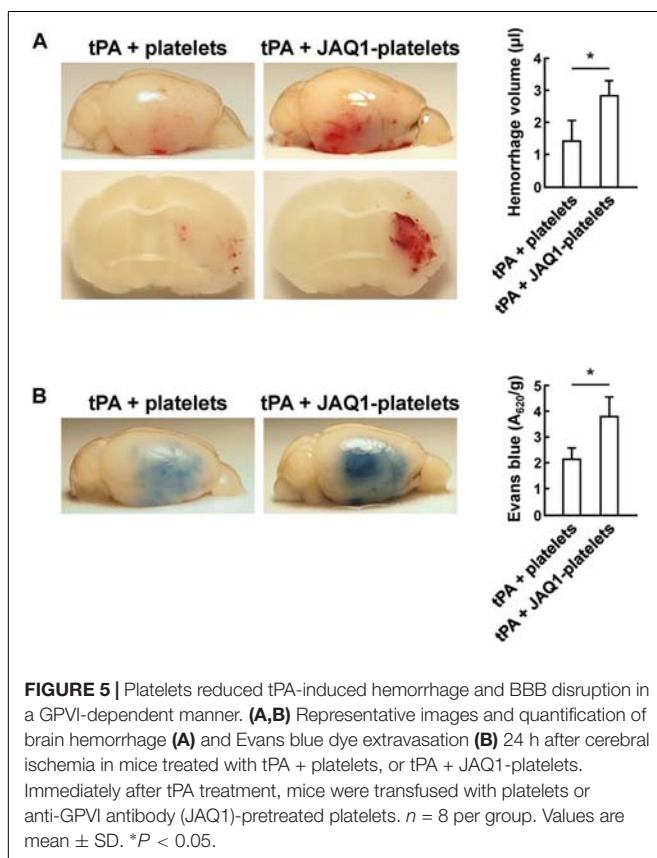 A
tPA + platelets
tPA + JAQ1-platelets
Hemorrhage volume (µl)
4
3
2
1
0
*
tPA + platelets
tPA + JAQ1-platelets
B
tPA + platelets
tPA + JAQ1-platelets
Evans blue (A620/g)
5
4
3
2
1
0
*
tPA + platelets
tPA + JAQ1-platelets
FIGURE 5 | Platelets reduced tPA-induced hemorrhage and BBB disruption in
a GPVI-dependent manner. (A,B) Representative images and quantification of
brain hemorrhage (A) and Evans blue dye extravasation (B) 24 h after cerebral
ischemia in mice treated with tPA + platelets, or tPA + JAQ1-platelets.
Immediately after tPA treatment, mice were transfused with platelets or
anti-GPVI antibody (JAQ1)-pretreated platelets. n = 8 per group. Values are
mean ± SD. *P < 0.05.